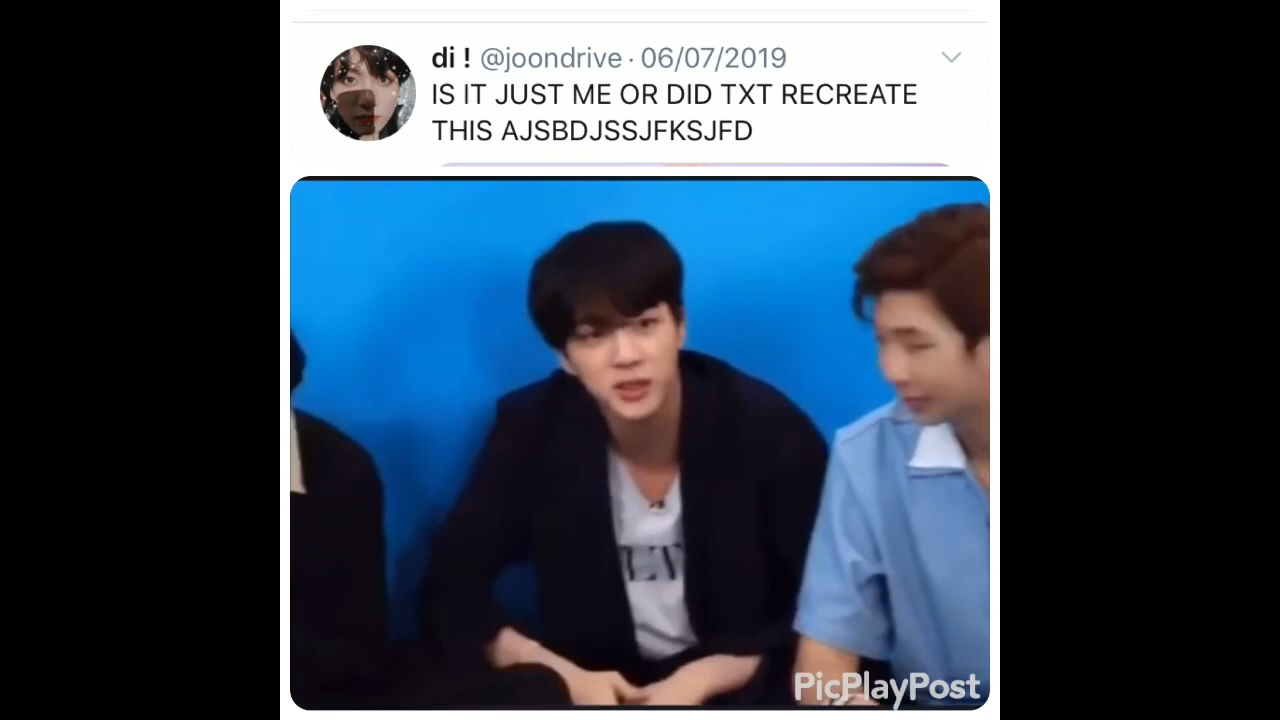 di ! @joondrive · 06/07/2019
IS IT JUST ME OR DID TXT RECREATE
THIS AJSBDJSSJFKSJFD
PicPlayPost